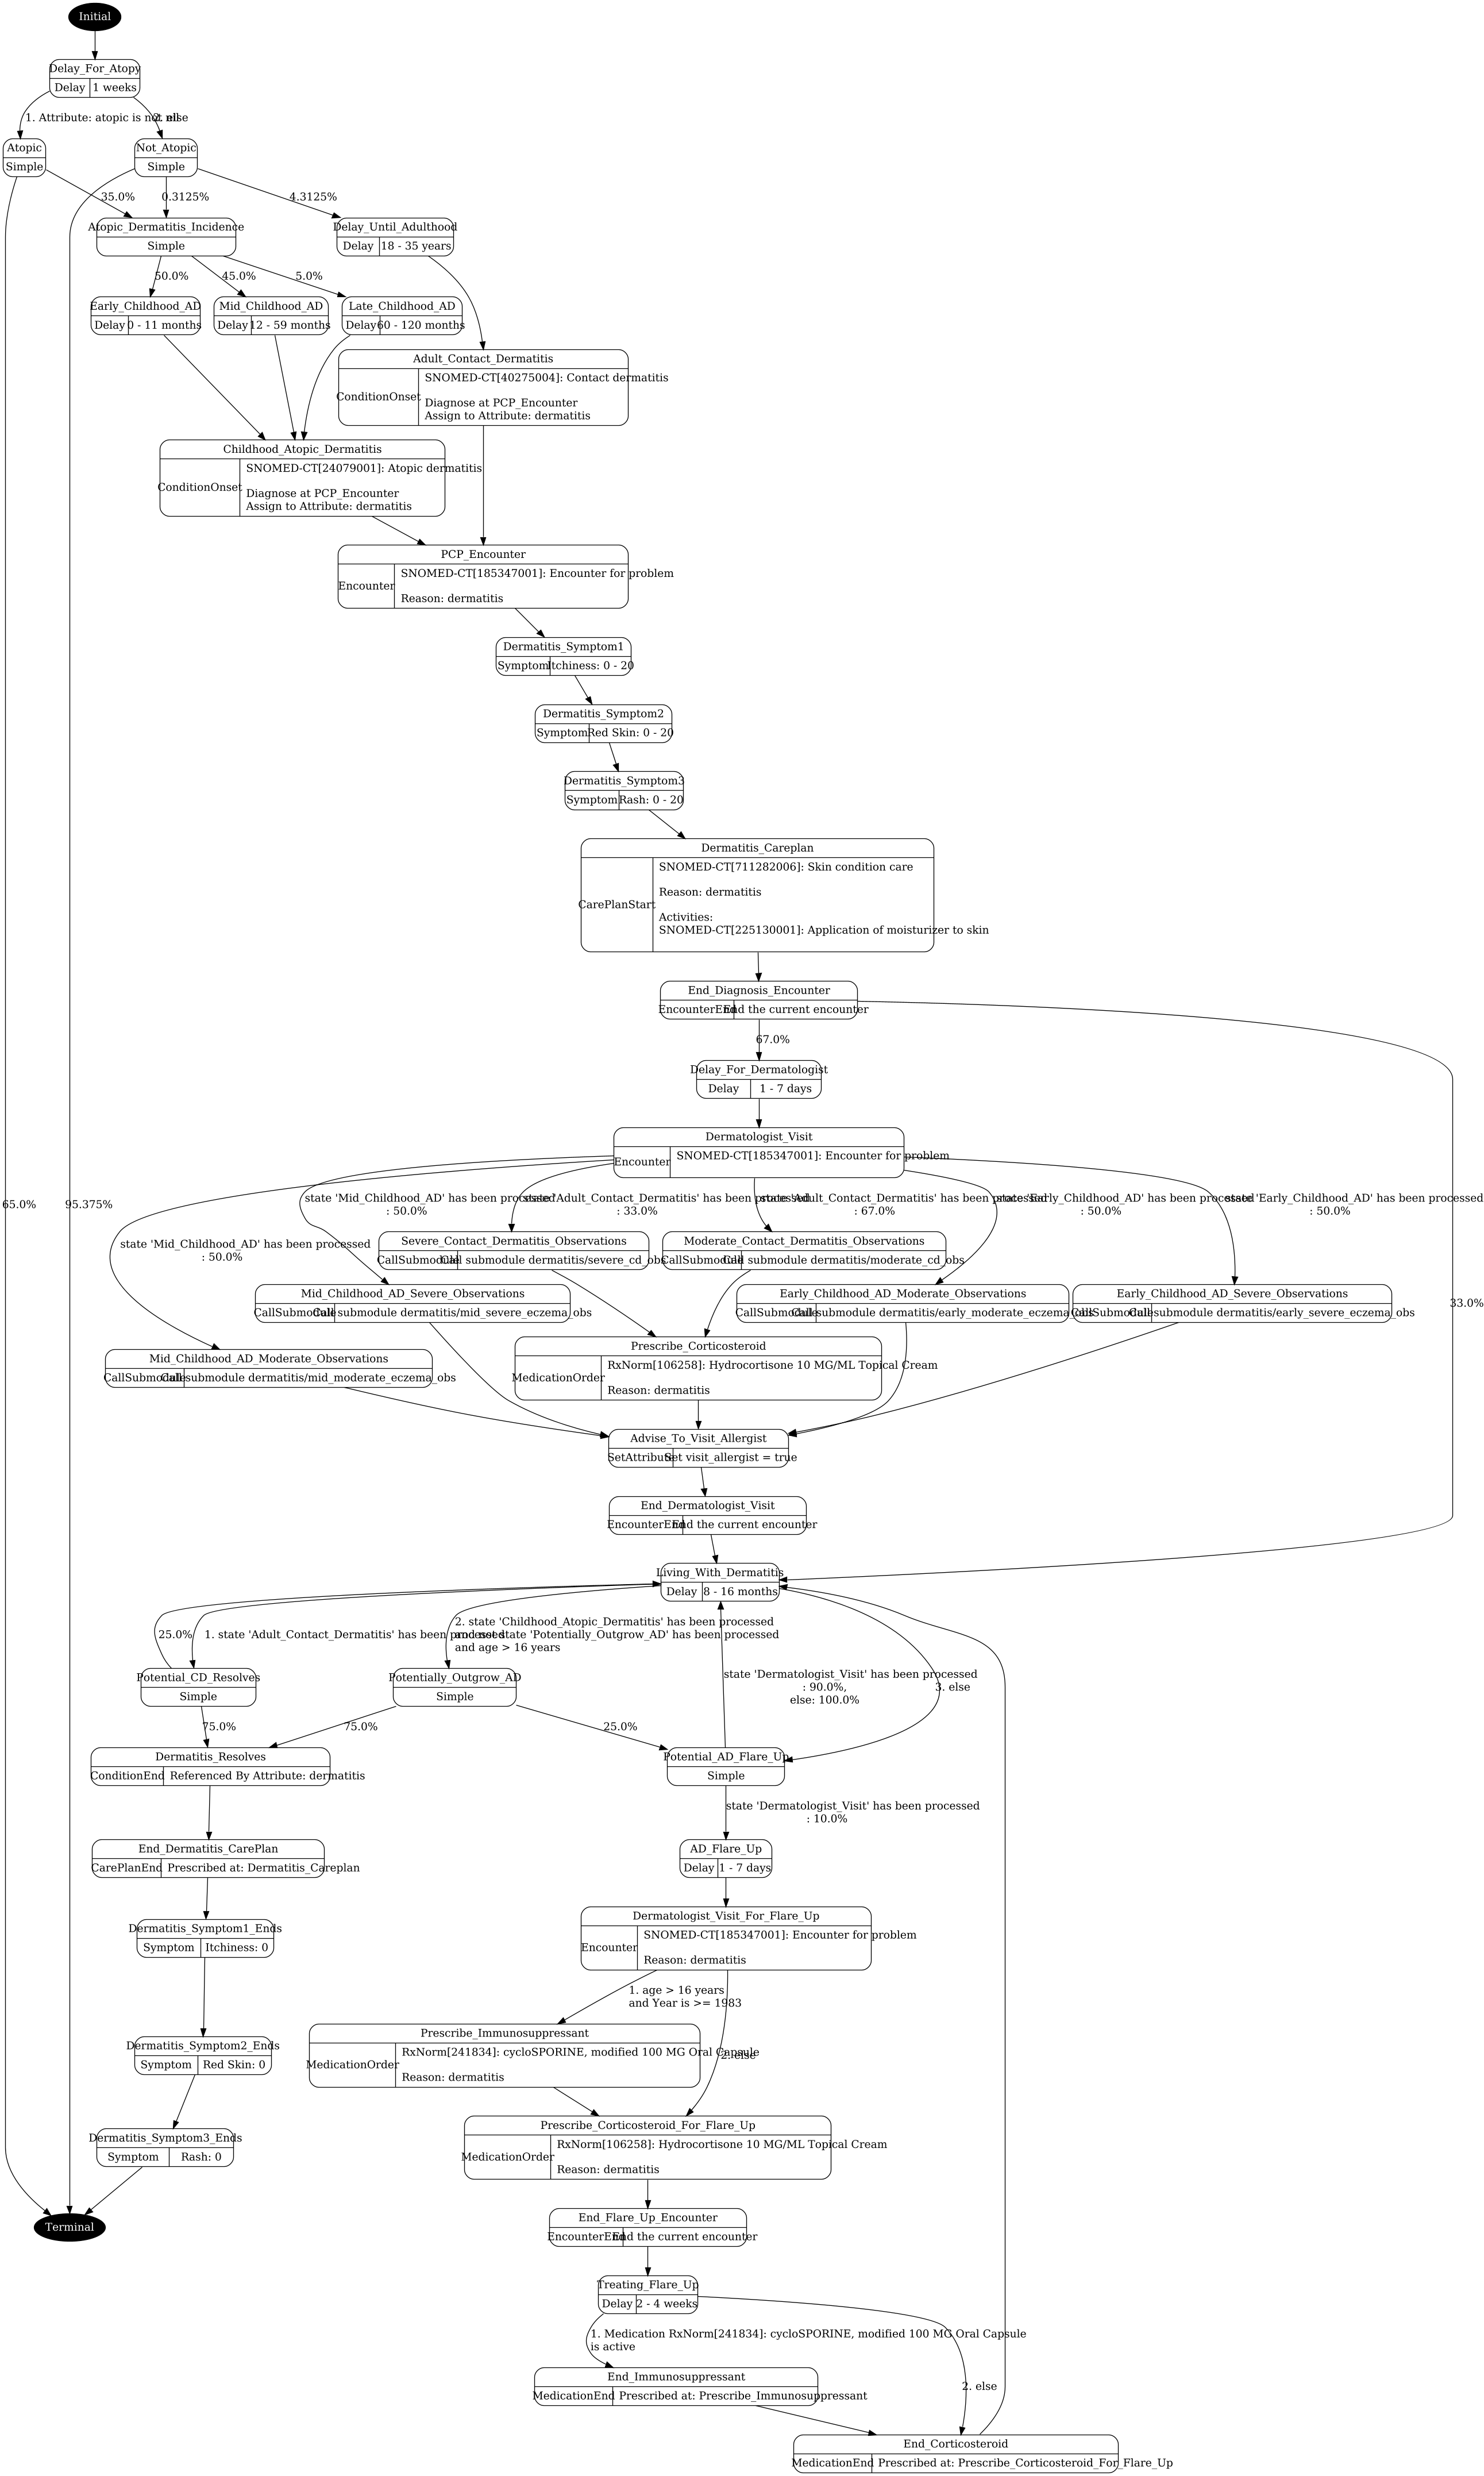 Initial
Delay_For_Atopy
Delay 1 weeks
1. Attribute: atopic is not nil
2. else
Atopic
Simple
Not_Atopic
Simple
35.0%
0.3125%
4.3125%
Atopic_Dermatitis_Incidence
Simple
Delay_Until_Adulthood
Delay 18 - 35 years
50.0%
45.0%
5.0%
Early_Childhood_AD
Delay 0 - 11 months
Mid_Childhood_AD
Delay 12 - 59 months
Late_Childhood_AD
Delay 60 - 120 months
Adult_Contact_Dermatitis
ConditionOnset
SNOMED-CT[40275004]: Contact dermatitis
Diagnose at PCP_Encounter
Assign to Attribute: dermatitis
Childhood_Atopic_Dermatitis
ConditionOnset
SNOMED-CT[24079001]: Atopic dermatitis
Diagnose at PCP_Encounter
Assign to Attribute: dermatitis
PCP_Encounter
Encounter
SNOMED-CT[185347001]: Encounter for problem
Reason: dermatitis
Dermatitis_Symptom1
Symptom Itchiness: 0 - 20
Dermatitis_Symptom2
Symptom Red Skin: 0 - 20
Dermatitis_Symptom3
Symptom Rash: 0 - 20
Dermatitis_Careplan
CarePlanStart
SNOMED-CT[711282006]: Skin condition care
Reason: dermatitis
Activities:
SNOMED-CT[225130001]: Application of moisturizer to skin
End_Diagnosis_Encounter
EncounterEnd End the current encounter
67.0%
Delay_For_Dermatologist
Delay 1 - 7 days
Dermatologist_Visit
Encounter SNOMED-CT[185347001]: Encounter for problem
65.0%
95.375%
state 'Mid_Childhood_AD' has been processed
: 50.0%
state 'Adult_Contact_Dermatitis' has been processed
: 33.0%
state 'Adult_Contact_Dermatitis' has been processed
: 67.0%
state 'Early_Childhood_AD' has been processed
: 50.0%
state 'Early_Childhood_AD' has been processed
: 50.0%
state 'Mid_Childhood_AD' has been processed
: 50.0%
Severe_Contact_Dermatitis_Observations
CallSubmodule Call submodule dermatitis/severe_cd_obs
Moderate_Contact_Dermatitis_Observations
CallSubmodule Call submodule dermatitis/moderate_cd_obs
Mid_Childhood_AD_Severe_Observations
CallSubmodule Call submodule dermatitis/mid_severe_eczema_obs
Early_Childhood_AD_Moderate_Observations
CallSubmodule Call submodule dermatitis/early_moderate_eczema_obs
Early_Childhood_AD_Severe_Observations
CallSubmodule Call submodule dermatitis/early_severe_eczema_obs
33.0%
Mid_Childhood_AD_Moderate_Observations
CallSubmodule Call submodule dermatitis/mid_moderate_eczema_obs
Prescribe_Corticosteroid
MedicationOrder
RxNorm[106258]: Hydrocortisone 10 MG/ML Topical Cream
Reason: dermatitis
Advise_To_Visit_Allergist
SetAttribute Set visit_allergist = true
End_Dermatologist_Visit
EncounterEnd End the current encounter
Living_With_Dermatitis
Delay 8 - 16 months
25.0%
1. state 'Adult_Contact_Dermatitis' has been processed
2. state 'Childhood_Atopic_Dermatitis' has been processed
and not state 'Potentially_Outgrow_AD' has been processed
and age > 16 years
Potential_CD_Resolves
Simple
Potentially_Outgrow_AD
Simple
state 'Dermatologist_Visit' has been processed
: 90.0%,
else: 100.0%
3. else
75.0%
75.0%
25.0%
Dermatitis_Resolves
ConditionEnd Referenced By Attribute: dermatitis
Potential_AD_Flare_Up
Simple
state 'Dermatologist_Visit' has been processed
: 10.0%
End_Dermatitis_CarePlan
CarePlanEnd Prescribed at: Dermatitis_Careplan
AD_Flare_Up
Delay 1 - 7 days
Dermatitis_Symptom1_Ends
Symptom Itchiness: 0
Dermatologist_Visit_For_Flare_Up
Encounter
SNOMED-CT[185347001]: Encounter for problem
Reason: dermatitis
1. age > 16 years
and Year is >= 1983
2. else
Dermatitis_Symptom2_Ends
Symptom Red Skin: 0
Prescribe_Immunosuppressant
MedicationOrder
RxNorm[241834]: cycloSPORINE, modified 100 MG Oral Capsule
Reason: dermatitis
Dermatitis_Symptom3_Ends
Symptom Rash: 0
Prescribe_Corticosteroid_For_Flare_Up
MedicationOrder
RxNorm[106258]: Hydrocortisone 10 MG/ML Topical Cream
Reason: dermatitis
Terminal
End_Flare_Up_Encounter
EncounterEnd End the current encounter
Treating_Flare_Up
Delay 2 - 4 weeks
1. Medication RxNorm[241834]: cycloSPORINE, modified 100 MG Oral Capsule
is active
2. else
End_Immunosuppressant
MedicationEnd Prescribed at: Prescribe_Immunosuppressant
End_Corticosteroid
MedicationEnd Prescribed at: Prescribe_Corticosteroid_For_Flare_Up